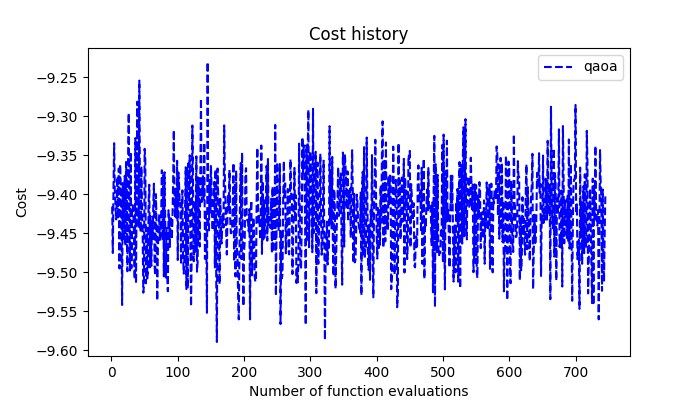 Cost history
qaoa
Cost
−9.25
−9.30
−9.35
−9.40
−9.45
−9.50
−9.55
−9.60
0 100 200 300 400 500 600 700
Number of function evaluations